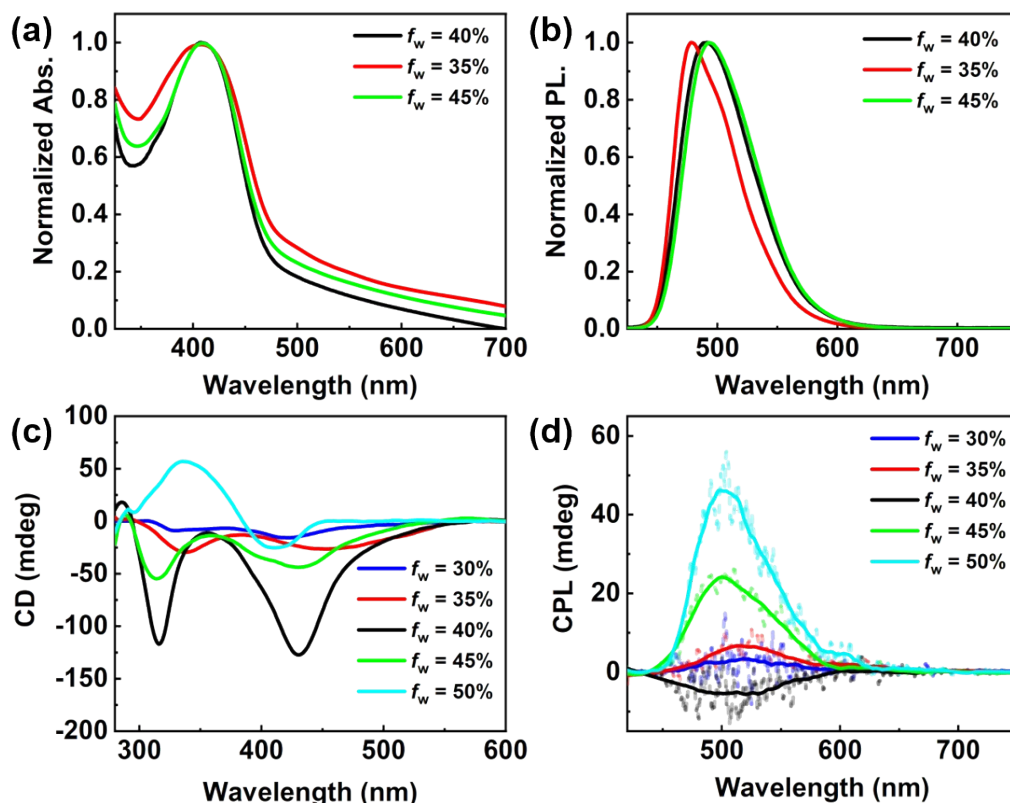 (a)
Normalized Abs.
1.0
0.8
0.6
0.4
0.2
0.0
400
500
600
700
Wavelength (nm)
fw = 40%
fw = 35%
fw = 45%
(b)
Normalized PL.
1.0
0.8
0.6
0.4
0.2
0.0
500
600
700
Wavelength (nm)
fw = 40%
fw = 35%
fw = 45%
(c)
CD (mdeg)
100
50
0
-50
-100
-150
-200
300
400
500
600
Wavelength (nm)
fw = 30%
fw = 35%
fw = 40%
fw = 45%
fw = 50%
(d)
CPL (mdeg)
60
40
20
0
500
600
700
Wavelength (nm)
fw = 30%
fw = 35%
fw = 40%
fw = 45%
fw = 50%